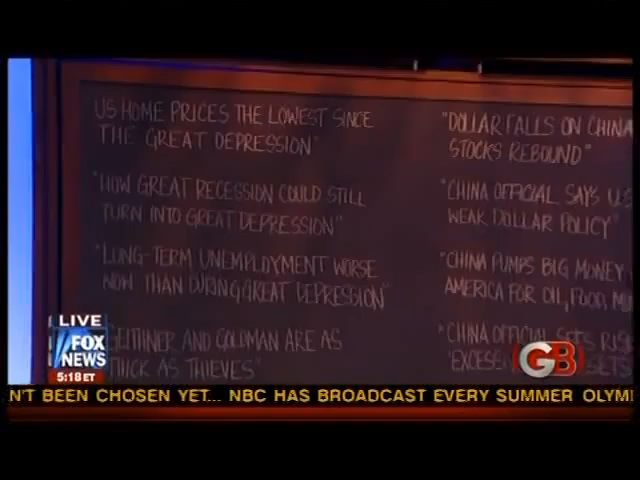 US HOME PRICES THE LOWEST SINCE
THE GREAT DEPRESSION"
"HOW GREAT RECESSION COULD STILL
TURN INTO GREAT DEPRESSION"
"LONG-TERM UNEMPLOYMENT WORSE
NOW THAN DURING GREAT DEPRESSION"
GEITHNER AND GOLDMAN ARE AS
THICK AS THIEVES"
"DOLLAR FALLS ON CHINA
STOCKS REBOUND"
"CHINA OFFICIAL SAYS U.S
WEAK DOLLAR POLICY"
"CHINA PUMPS BIG MONEY
AMERICA FOR OIL, FOOD,
"CHINA OFFICIAL SEES
"EXCESS
LIVE
FOX
NEWS
5:18 ET
GB
N'T BEEN CHOSEN YET... NBC HAS BROADCAST EVERY SUMMER OLYM